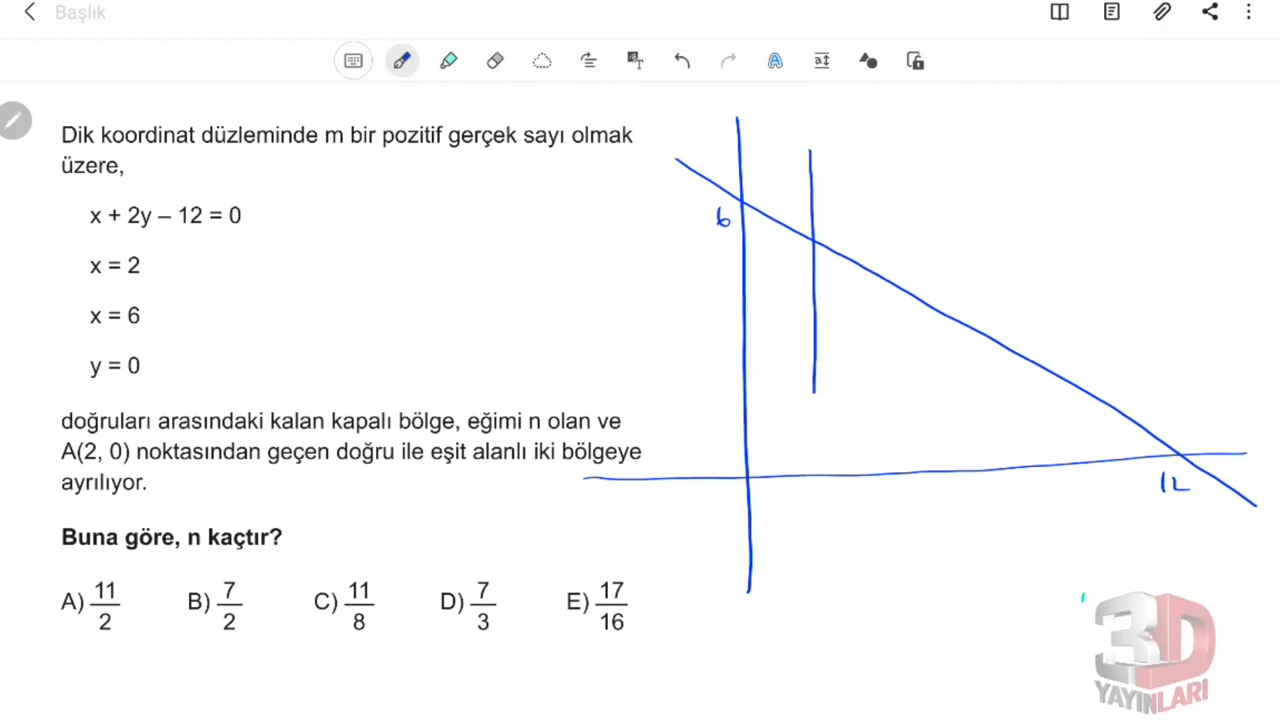 Başlık
Dik koordinat düzleminde m bir pozitif gerçek sayı olmak
üzere,
x + 2y – 12 = 0
x = 2
x = 6
y = 0
doğruları arasındaki kalan kapalı bölge, eğimi n olan ve
A(2, 0) noktasından geçen doğru ile eşit alanlı iki bölgeye
ayrılıyor.
Buna göre, n kaçtır?
A) 11/2 B) 7/2 C) 11/8 D) 7/3 E) 17/16
6
12
3D
YAYINLARI